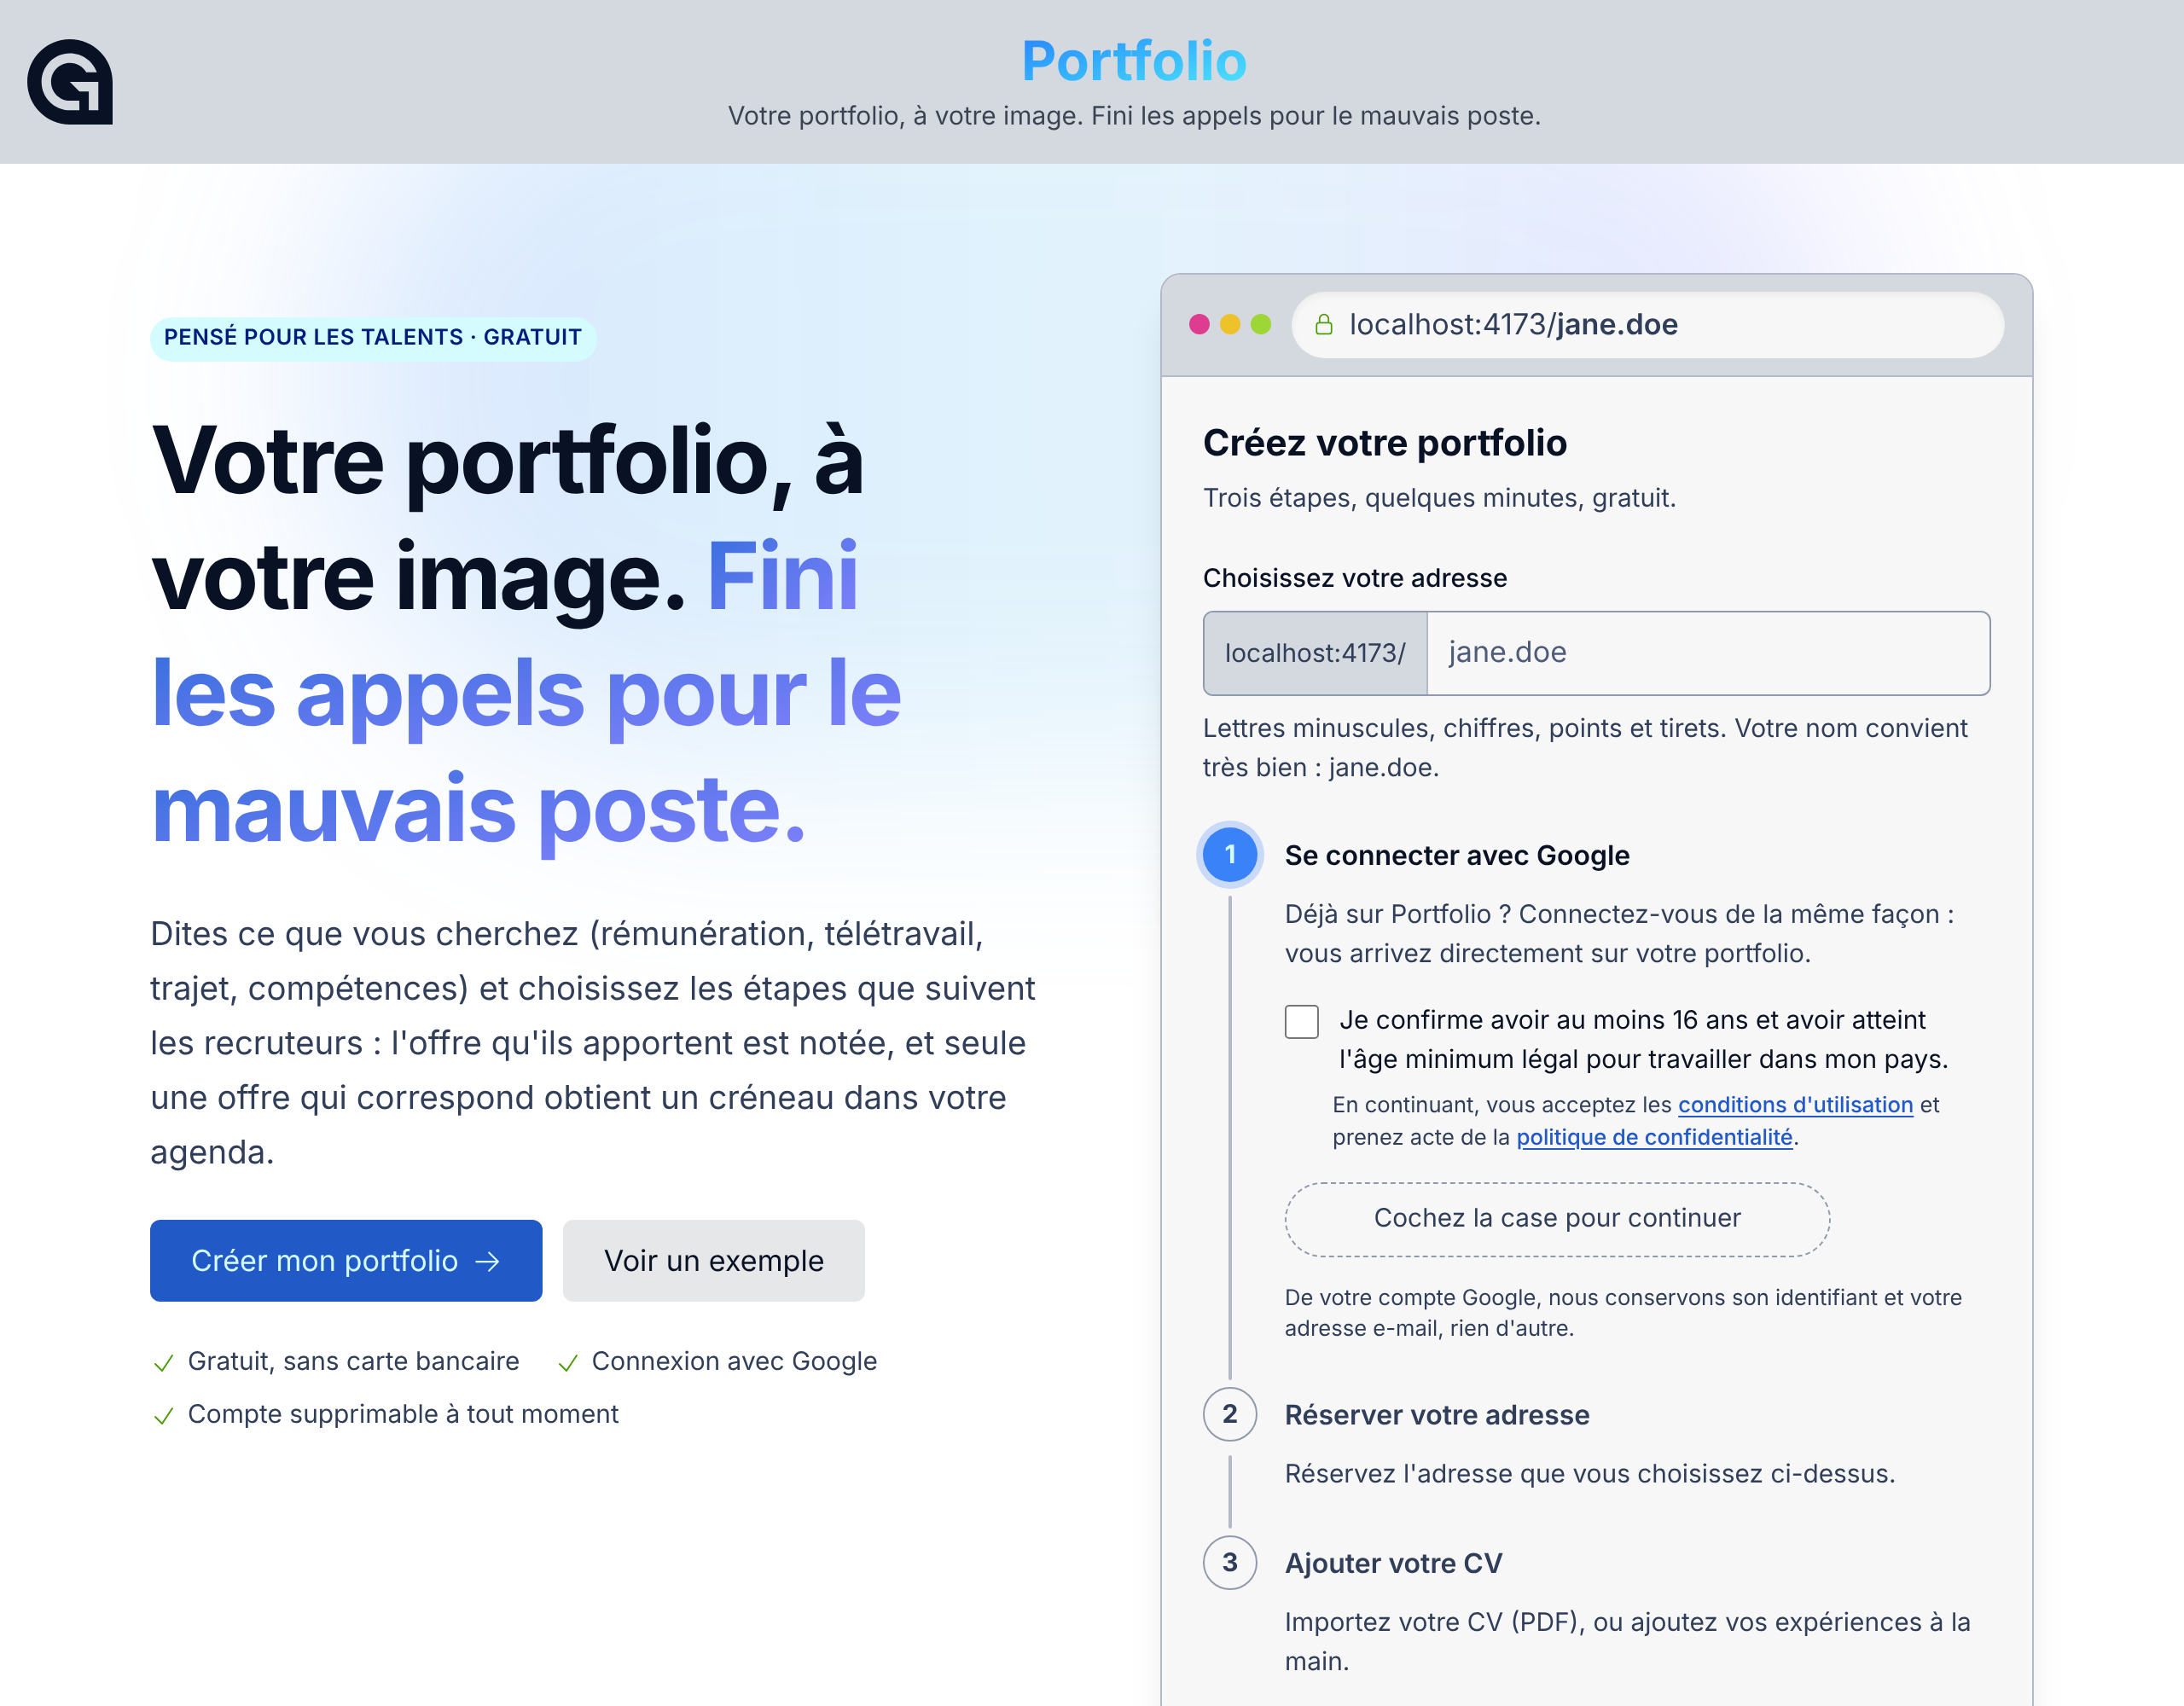 Portfolio
Votre portfolio, à votre image. Fini les appels pour le mauvais poste.
PENSÉ POUR LES TALENTS · GRATUIT
Votre portfolio, à
votre image. Fini
les appels pour le
mauvais poste.
Dites ce que vous cherchez (rémunération, télétravail,
trajet, compétences) et choisissez les étapes que suivent
les recruteurs : l'offre qu'ils apportent est notée, et seule
une offre qui correspond obtient un créneau dans votre
agenda.
Créer mon portfolio →
Voir un exemple
Gratuit, sans carte bancaire
Connexion avec Google
Compte supprimable à tout moment
localhost:4173/jane.doe
Créez votre portfolio
Trois étapes, quelques minutes, gratuit.
Choisissez votre adresse
localhost:4173/ jane.doe
Lettres minuscules, chiffres, points et tirets. Votre nom convient
très bien : jane.doe.
1 Se connecter avec Google
Déjà sur Portfolio ? Connectez-vous de la même façon :
vous arrivez directement sur votre portfolio.
Je confirme avoir au moins 16 ans et avoir atteint
l'âge minimum légal pour travailler dans mon pays.
En continuant, vous acceptez les conditions d'utilisation et
prenez acte de la politique de confidentialité.
Cochez la case pour continuer
De votre compte Google, nous conservons son identifiant et votre
adresse e-mail, rien d'autre.
2 Réserver votre adresse
Réservez l'adresse que vous choisissez ci-dessus.
3 Ajouter votre CV
Importez votre CV (PDF), ou ajoutez vos expériences à la
main.